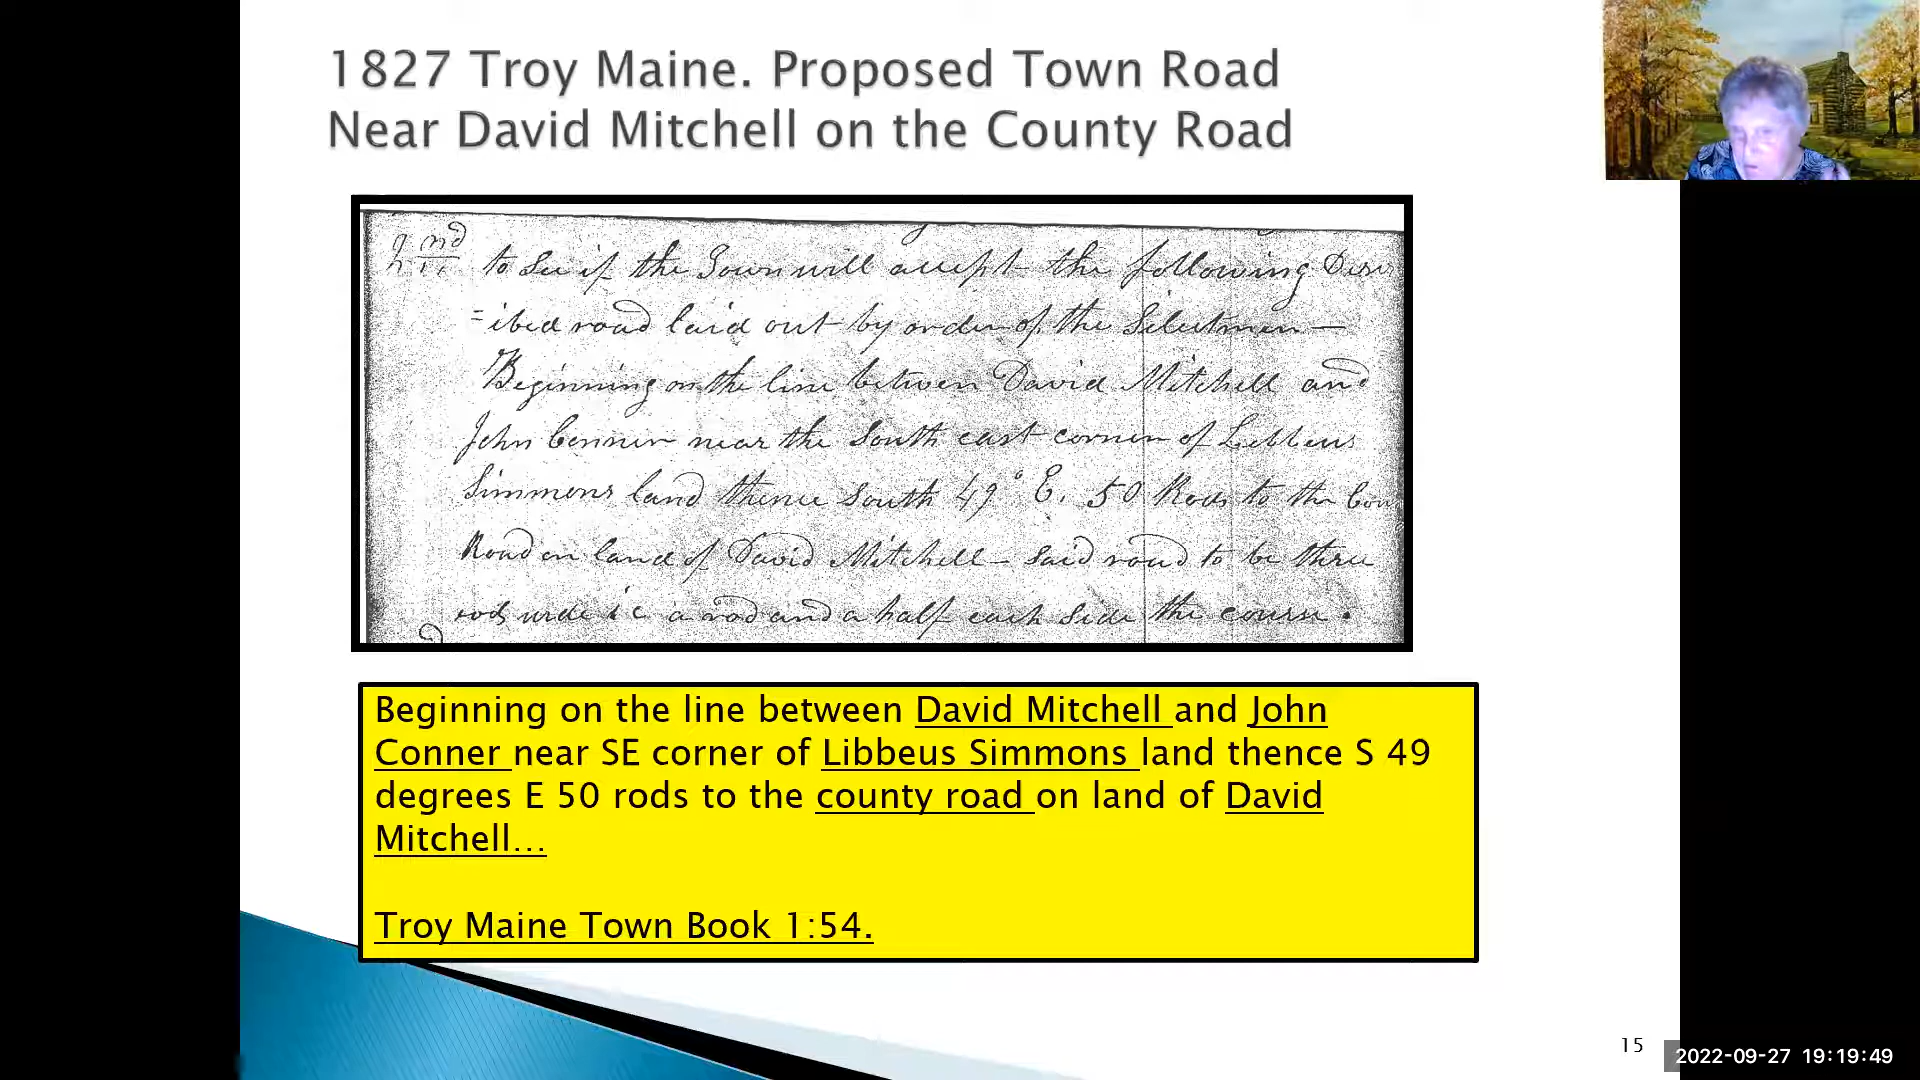 1827 Troy Maine. Proposed Town Road
Near David Mitchell on the County Road
2nd to see if the Town will accept the following Discr
=ibed road laid out by order of the Selectmen —
Beginning on the line between David Mitchell and
John Conner near the South east corner of Lebbeus
Simmons land thence South 49° E. 50 Rods to the Coun
Road on land of David Mitchell — said road to be three
rods wide i e a rod and a half each side the course.
Beginning on the line between David Mitchell and John
Conner near SE corner of Libbeus Simmons land thence S 49
degrees E 50 rods to the county road on land of David
Mitchell…
Troy Maine Town Book 1:54.
15
2022-09-27 19:19:49